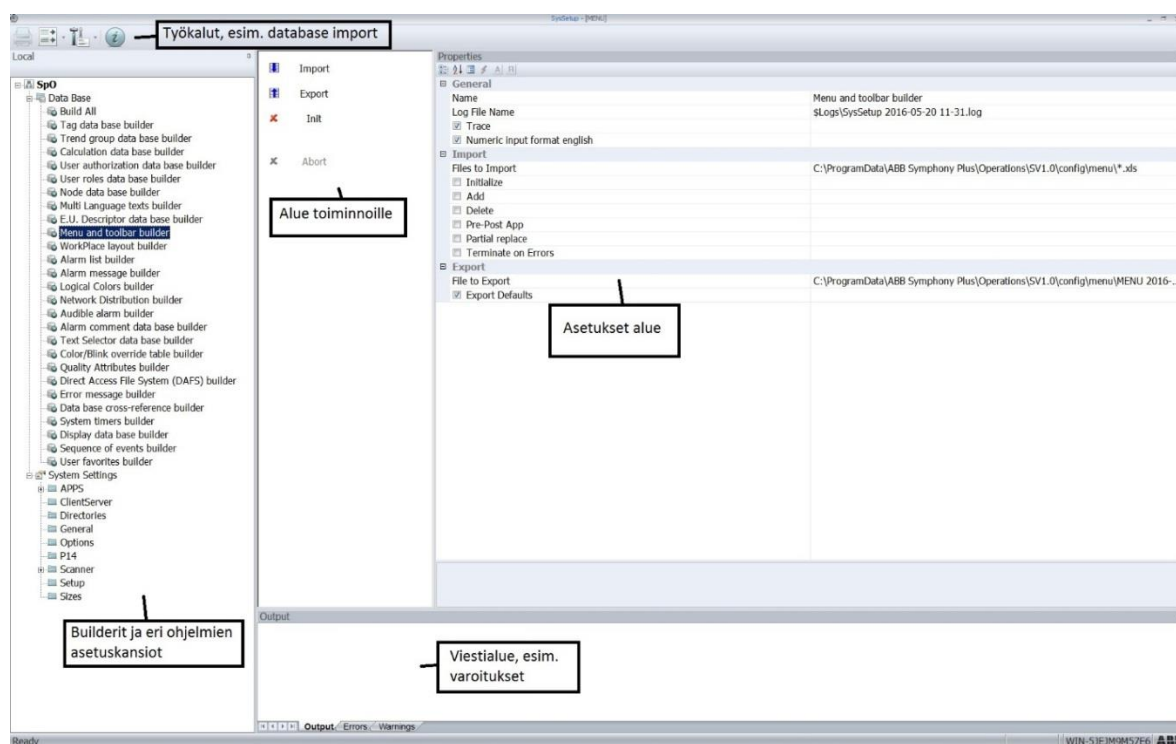 SysSetup - [MENU]
Työkalut, esim. database import
Local
SpO
Data Base
Build All
Tag data base builder
Trend group data base builder
Calculation data base builder
User authorization data base builder
User roles data base builder
Node data base builder
Multi Language texts builder
E.U. Descriptor data base builder
Menu and toolbar builder
WorkPlace layout builder
Alarm list builder
Alarm message builder
Logical Colors builder
Network Distribution builder
Audible alarm builder
Alarm comment data base builder
Text Selector data base builder
Color/Blink override table builder
Quality Attributes builder
Direct Access File System (DAFS) builder
Error message builder
Data base cross-reference builder
System timers builder
Display data base builder
Sequence of events builder
User favorites builder
System Settings
APPS
ClientServer
Directories
General
Options
P14
Scanner
Setup
Sizes
Builderit ja eri ohjelmien
asetuskansiot
Import
Export
Init
Abort
Alue toiminnoille
Properties
General
Name Menu and toolbar builder
Log File Name $Logs\SysSetup 2016-05-20 11-31.log
Trace
Numeric input format english
Import
Files to Import C:\ProgramData\ABB Symphony Plus\Operations\SV1.0\config\menu\*.xls
Initialize
Add
Delete
Pre-Post App
Partial replace
Terminate on Errors
Export
File to Export C:\ProgramData\ABB Symphony Plus\Operations\SV1.0\config\menu\MENU 2016-...
Export Defaults
Asetukset alue
Output
Viestialue, esim.
varoitukset
Output Errors Warnings
Ready